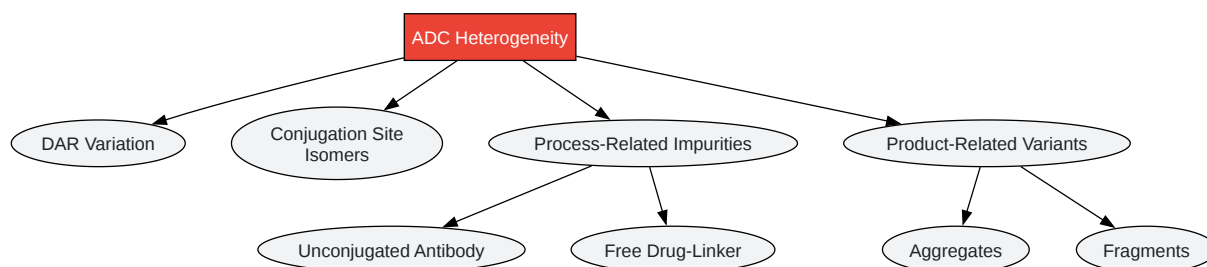 ADC Heterogeneity
DAR Variation
Conjugation Site
Isomers
Process-Related Impurities
Product-Related Variants
Unconjugated Antibody
Free Drug-Linker
Aggregates
Fragments